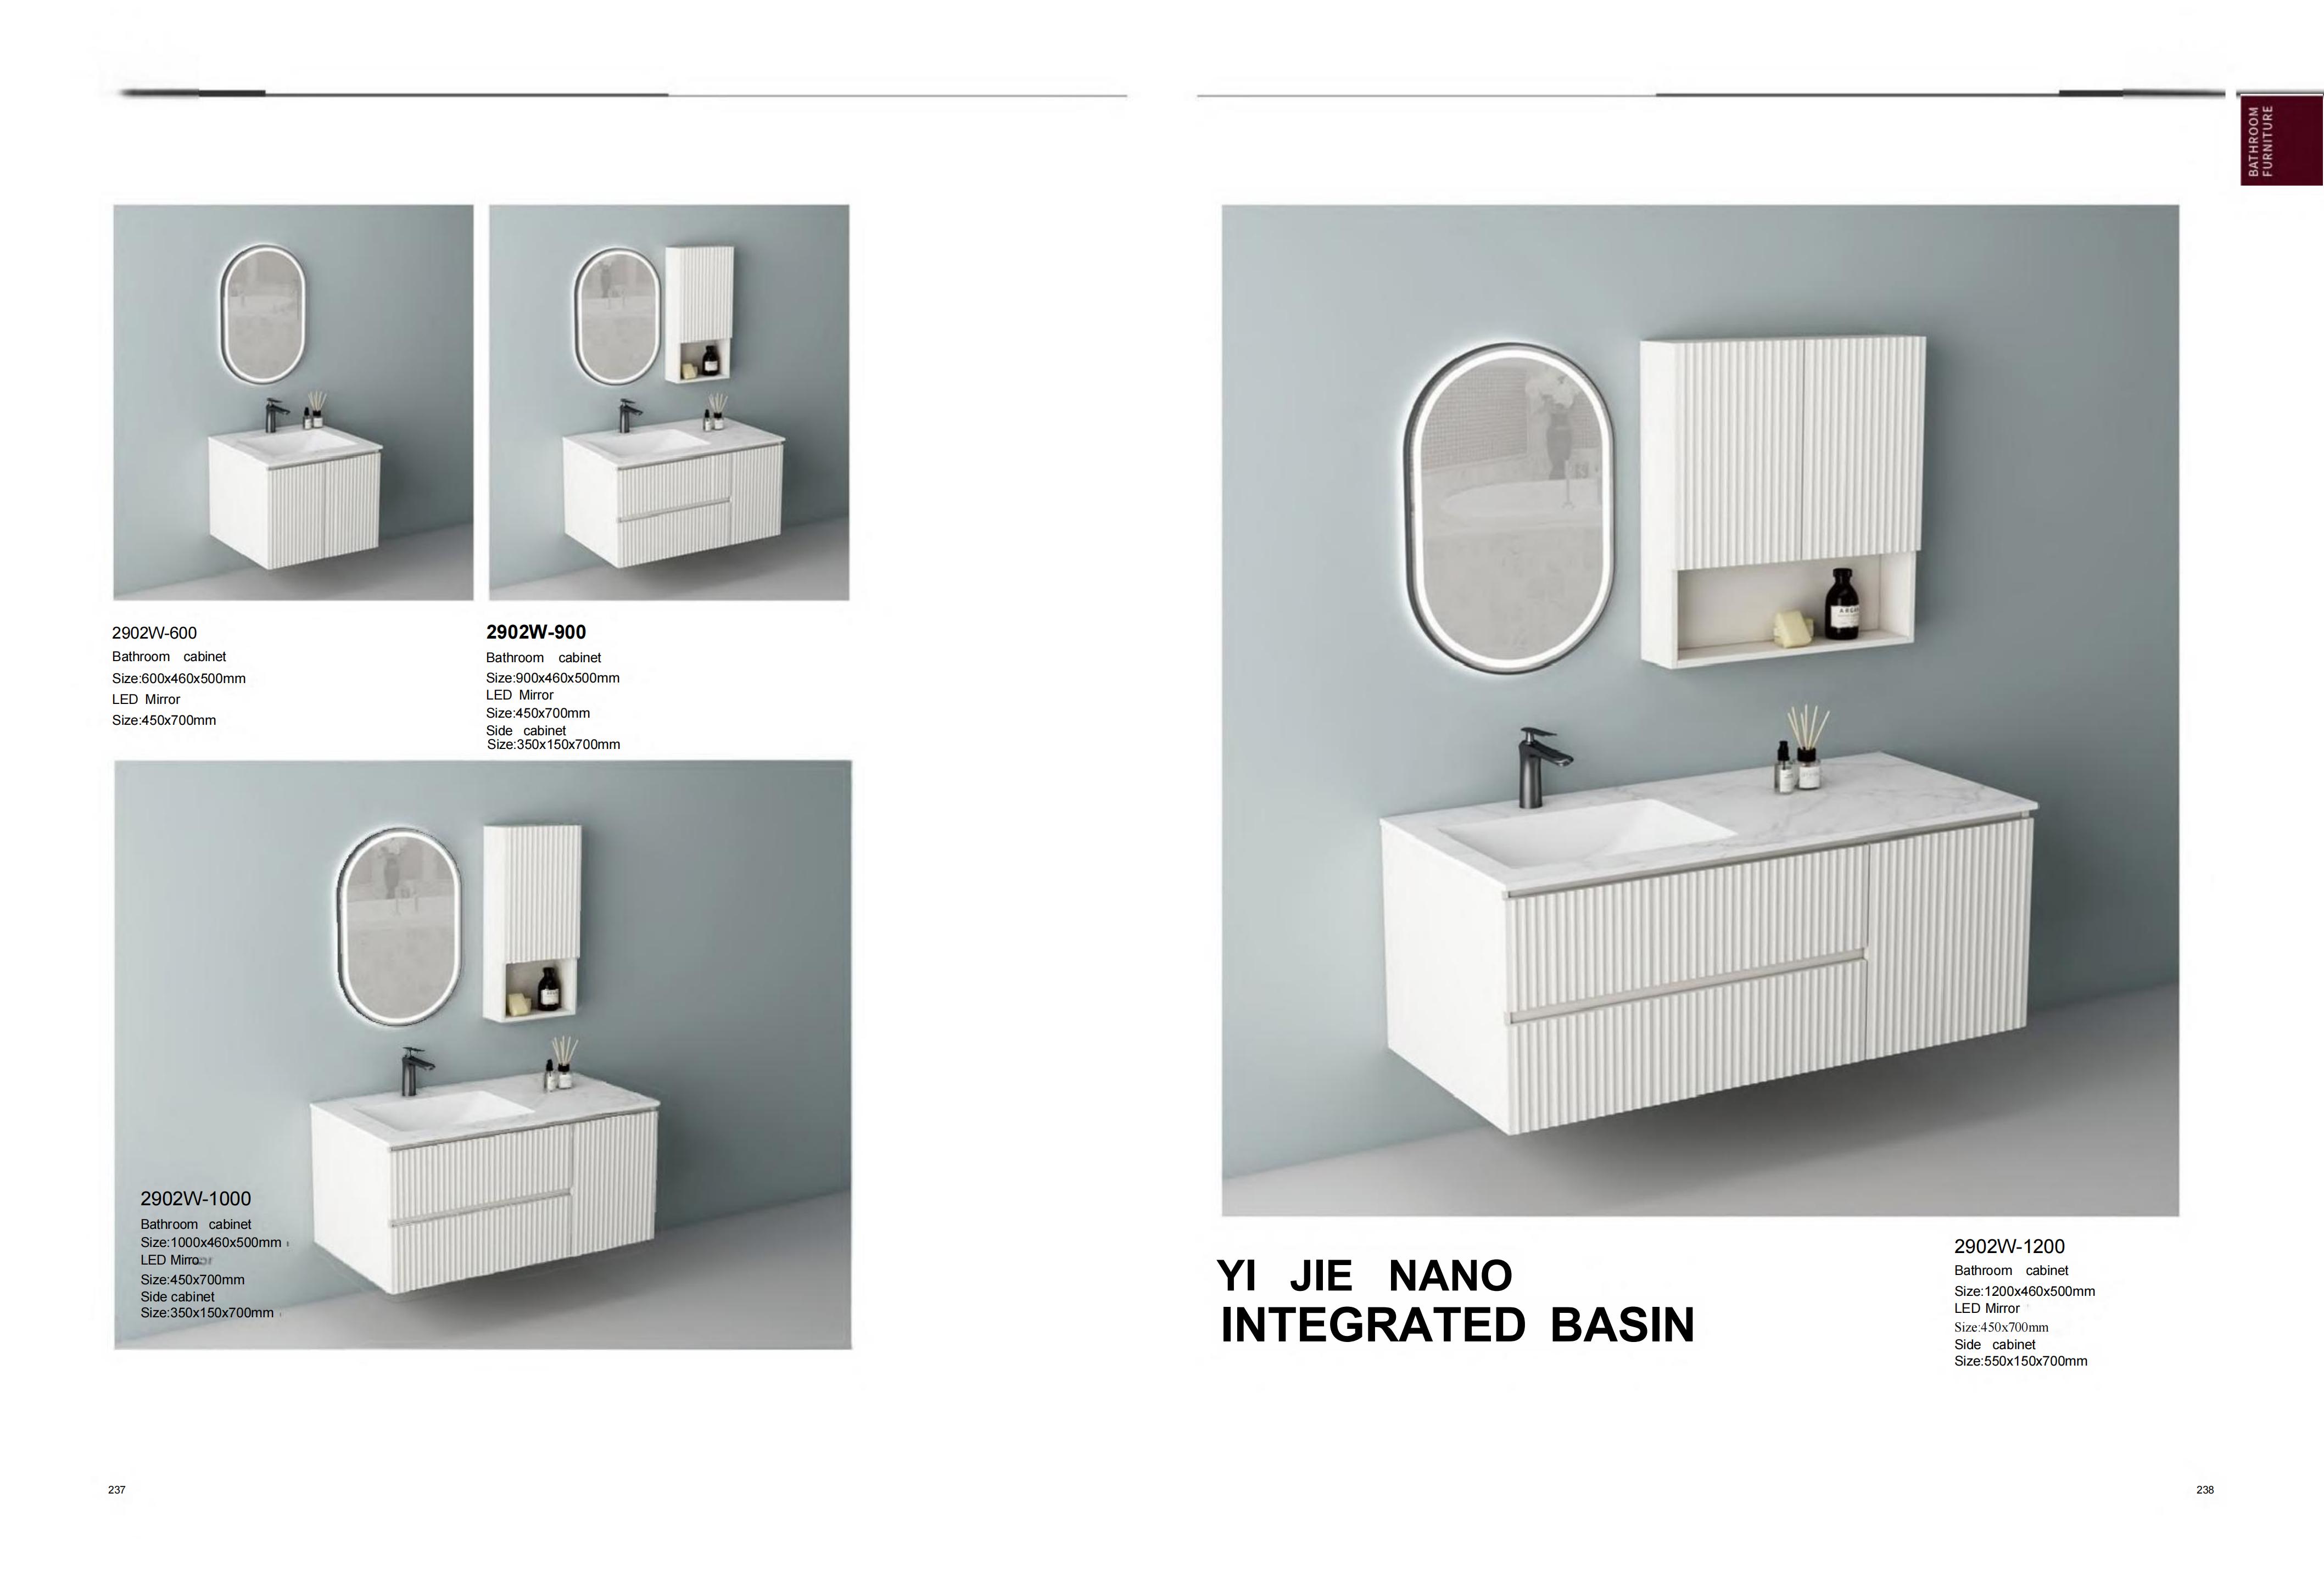 BATHROOM
FURNITURE
2902W-600
Bathroom cabinet
Size:600x460x500mm
LED Mirror
Size:450x700mm
2902W-900
Bathroom cabinet
Size:900x460x500mm
LED Mirror
Size:450x700mm
Side cabinet
Size:350x150x700mm
2902W-1000
Bathroom cabinet
Size:1000x460x500mm
LED Mirror
Size:450x700mm
Side cabinet
Size:350x150x700mm
YI JIE NANO
INTEGRATED BASIN
2902W-1200
Bathroom cabinet
Size:1200x460x500mm
LED Mirror
Size:450x700mm
Side cabinet
Size:550x150x700mm
237
238